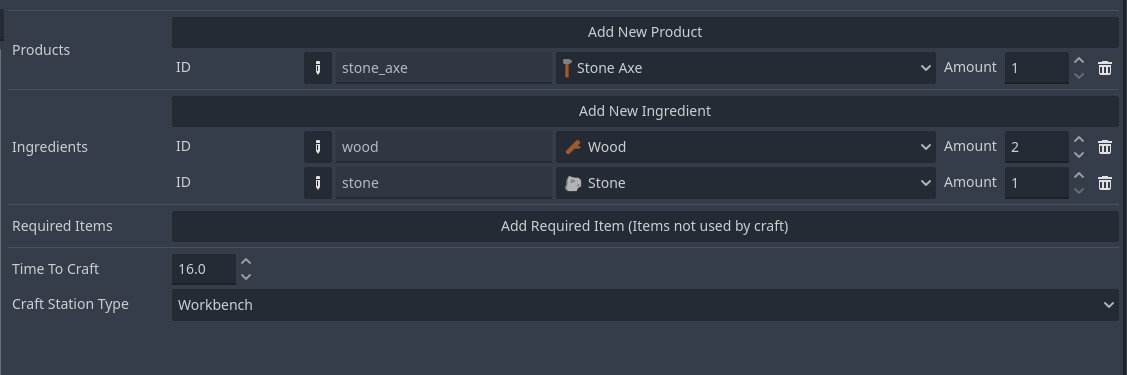 Add New Product
Products
ID stone_axe Stone Axe Amount 1
Add New Ingredient
Ingredients ID wood Wood Amount 2
ID stone Stone Amount 1
Required Items Add Required Item (Items not used by craft)
Time To Craft 16.0
Craft Station Type Workbench